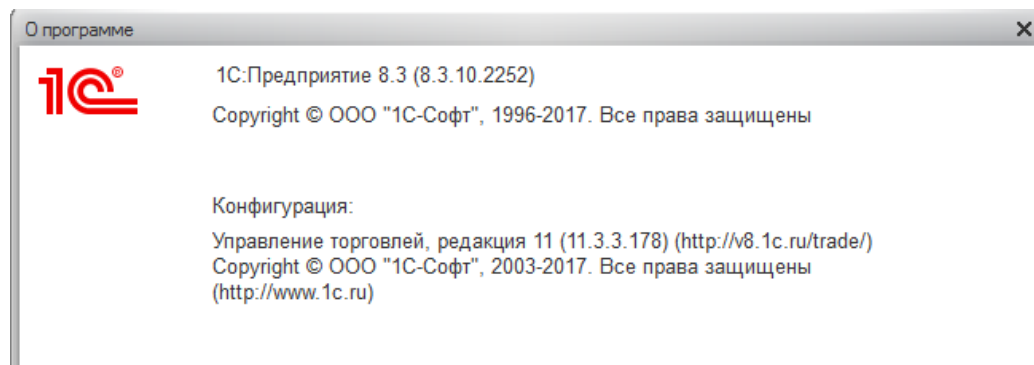 О программе
1С®
1С:Предприятие 8.3 (8.3.10.2252)
Copyright © ООО "1С-Софт", 1996-2017. Все права защищены
Конфигурация:
Управление торговлей, редакция 11 (11.3.3.178) (http://v8.1c.ru/trade/)
Copyright © ООО "1С-Софт", 2003-2017. Все права защищены
(http://www.1c.ru)